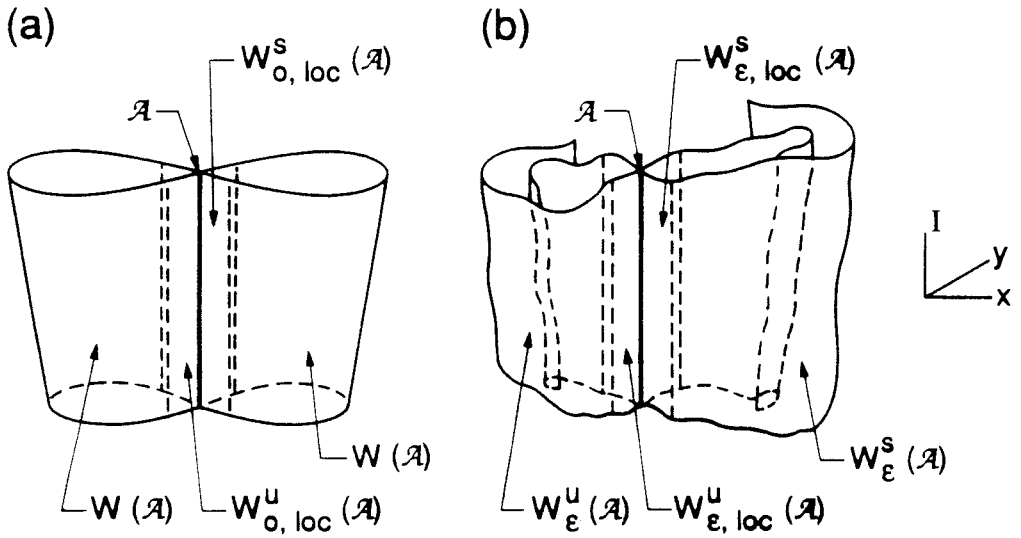 (a)
W^s_{o, loc} (𝒜)
𝒜
W (𝒜)
W (𝒜)
W^u_{o, loc} (𝒜)
(b)
W^s_{ε, loc} (𝒜)
𝒜
W^s_ε (𝒜)
W^u_ε (𝒜)
W^u_{ε, loc} (𝒜)
I
y
x